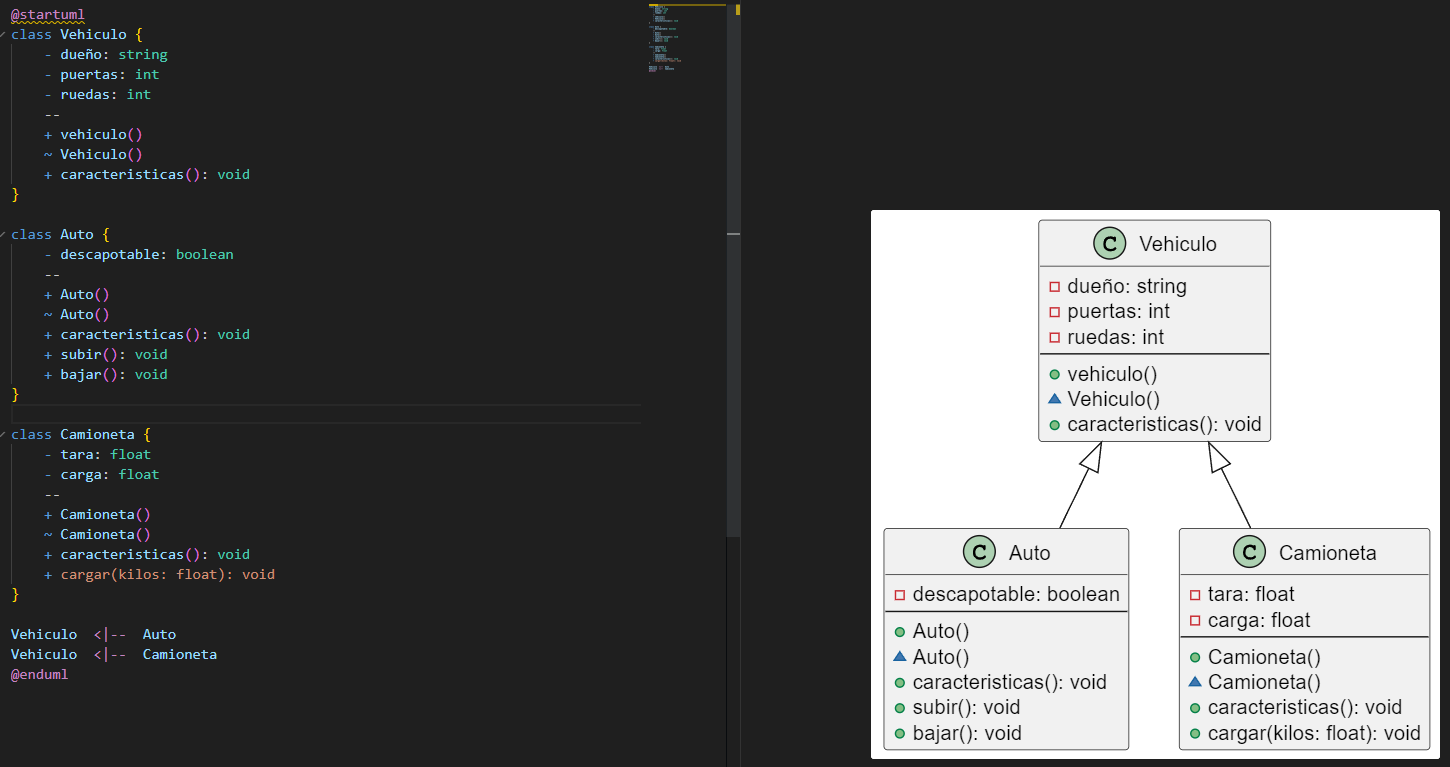 @startuml
class Vehiculo {
- dueño: string
- puertas: int
- ruedas: int
--
+ vehiculo()
~ Vehiculo()
+ caracteristicas(): void
}
class Auto {
- descapotable: boolean
--
+ Auto()
~ Auto()
+ caracteristicas(): void
+ subir(): void
+ bajar(): void
}
class Camioneta {
- tara: float
- carga: float
--
+ Camioneta()
~ Camioneta()
+ caracteristicas(): void
+ cargar(kilos: float): void
}
Vehiculo <|-- Auto
Vehiculo <|-- Camioneta
@enduml
C Vehiculo
dueño: string
puertas: int
ruedas: int
vehiculo()
Vehiculo()
caracteristicas(): void
C Auto
descapotable: boolean
Auto()
Auto()
caracteristicas(): void
subir(): void
bajar(): void
C Camioneta
tara: float
carga: float
Camioneta()
Camioneta()
caracteristicas(): void
cargar(kilos: float): void